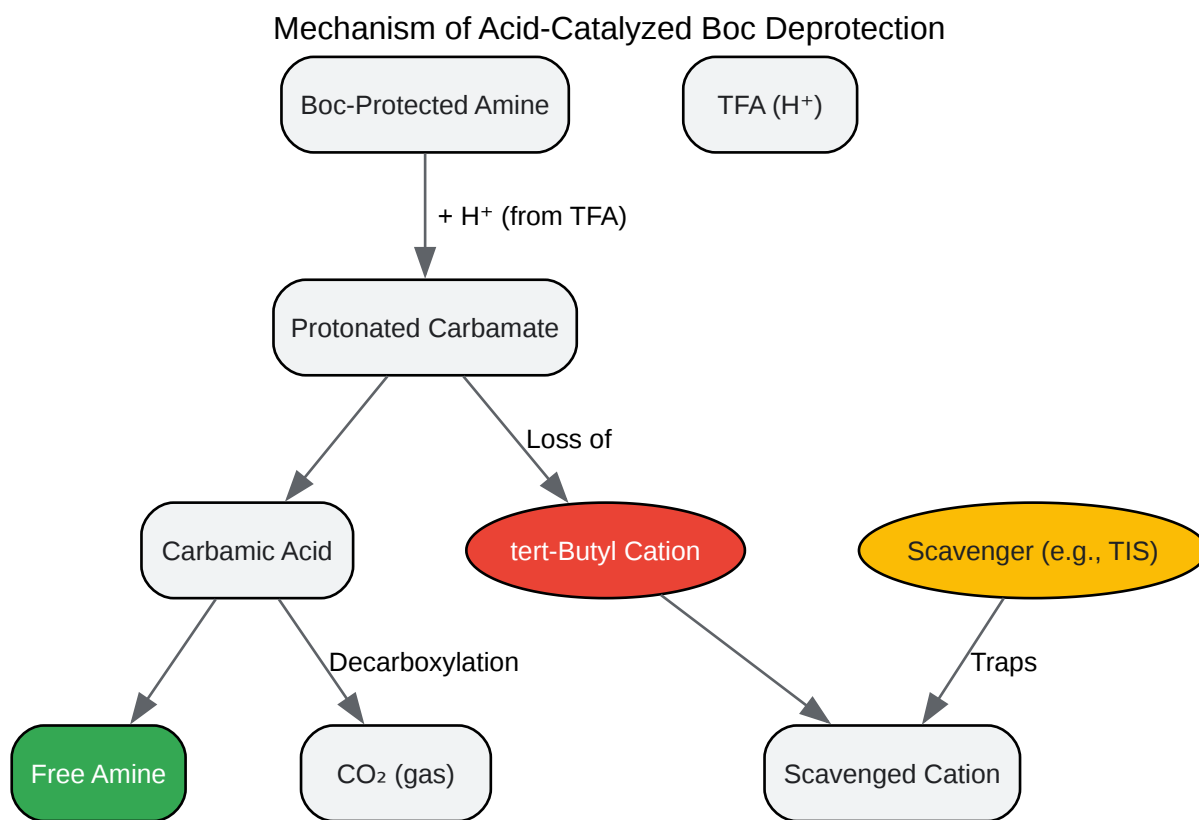 Mechanism of Acid-Catalyzed Boc Deprotection
Boc-Protected Amine
TFA (H⁺)
+ H⁺ (from TFA)
Protonated Carbamate
Loss of
Carbamic Acid
tert-Butyl Cation
Scavenger (e.g., TIS)
Decarboxylation
Traps
Free Amine
CO₂ (gas)
Scavenged Cation